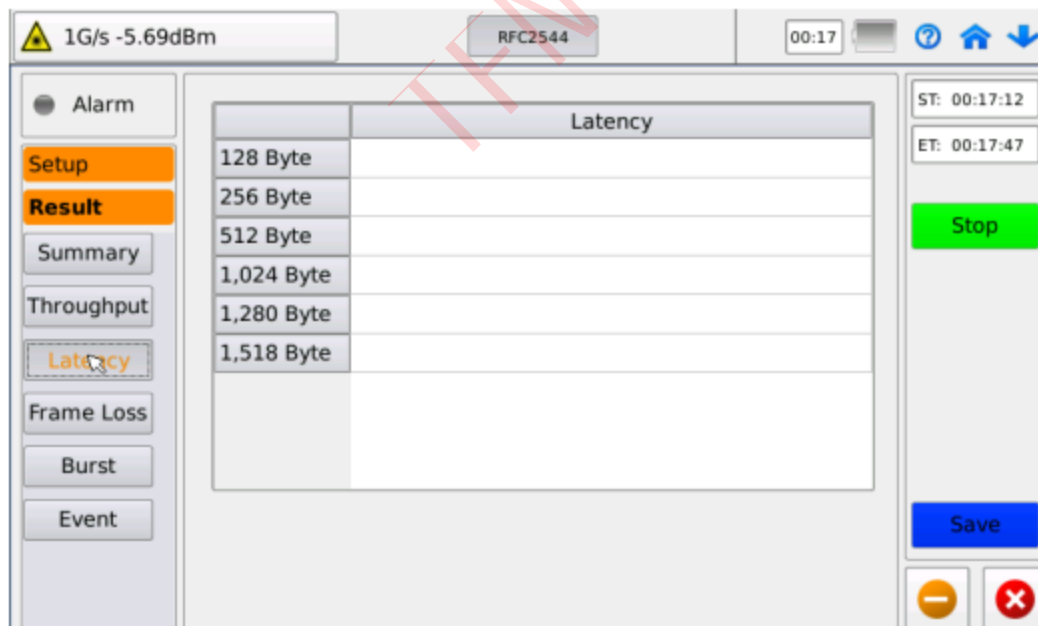 1G/s -5.69dBm
RFC2544
00:17
TFN
Alarm
ST: 00:17:12
ET: 00:17:47
Setup
Result
Summary
Throughput
Latency
Frame Loss
Burst
Event
Latency
128 Byte
256 Byte
512 Byte
1,024 Byte
1,280 Byte
1,518 Byte
Stop
Save